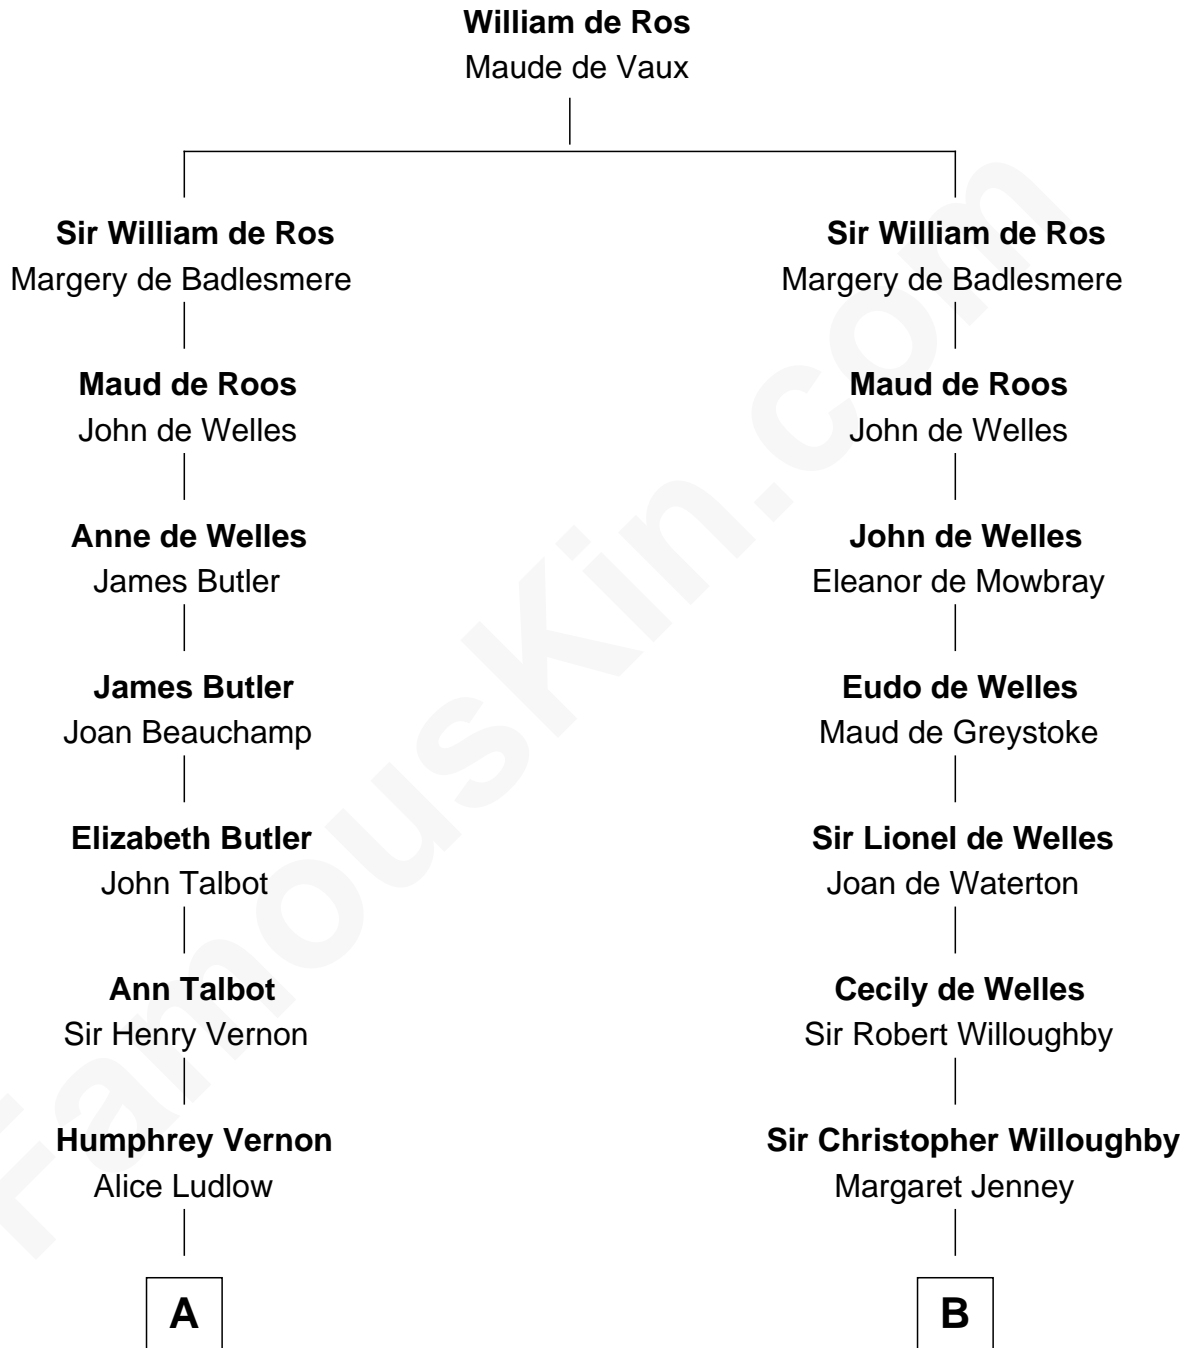 William de Ros
Maude de Vaux
Sir William de Ros
Margery de Badlesmere
Maud de Roos
John de Welles
Anne de Welles
James Butler
James Butler
Joan Beauchamp
Elizabeth Butler
John Talbot
Ann Talbot
Sir Henry Vernon
Humphrey Vernon
Alice Ludlow
A
Sir William de Ros
Margery de Badlesmere
Maud de Roos
John de Welles
John de Welles
Eleanor de Mowbray
Eudo de Welles
Maud de Greystoke
Sir Lionel de Welles
Joan de Waterton
Cecily de Welles
Sir Robert Willoughby
Sir Christopher Willoughby
Margaret Jenney
B
FamousKin.com